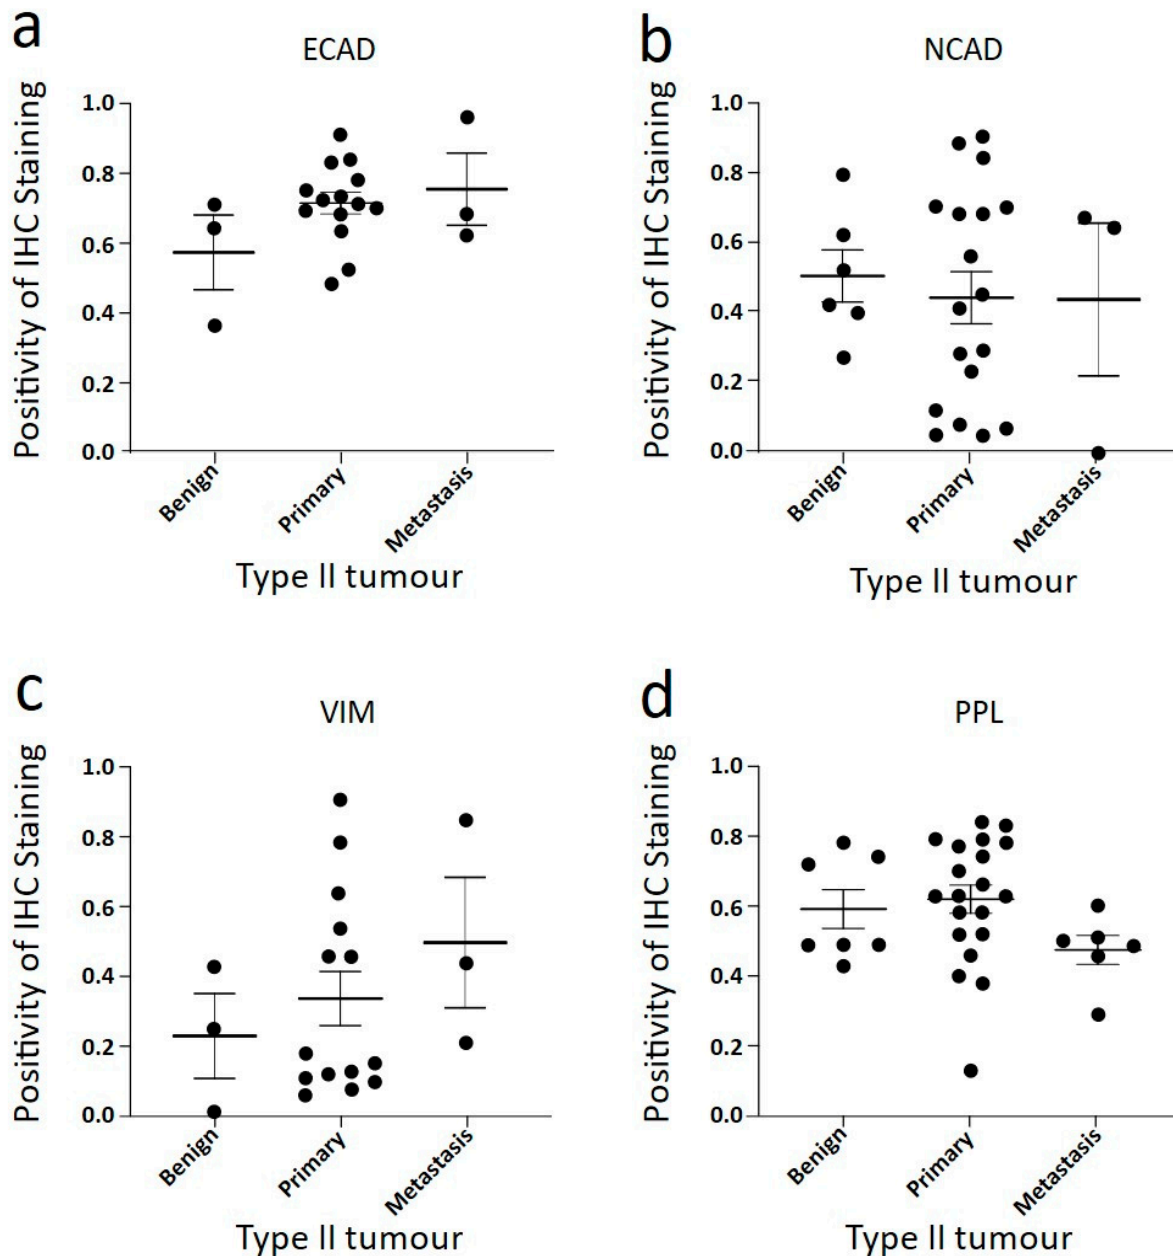 a
ECAD
Positivity of IHC Staining
1.0
0.8
0.6
0.4
0.2
0.0
Benign
Primary
Metastasis
Type II tumour
b
NCAD
Positivity of IHC Staining
1.0
0.8
0.6
0.4
0.2
0.0
Benign
Primary
Metastasis
Type II tumour
c
VIM
Positivity of IHC Staining
1.0
0.8
0.6
0.4
0.2
0.0
Benign
Primary
Metastasis
Type II tumour
d
PPL
Positivity of IHC Staining
1.0
0.8
0.6
0.4
0.2
0.0
Benign
Primary
Metastasis
Type II tumour